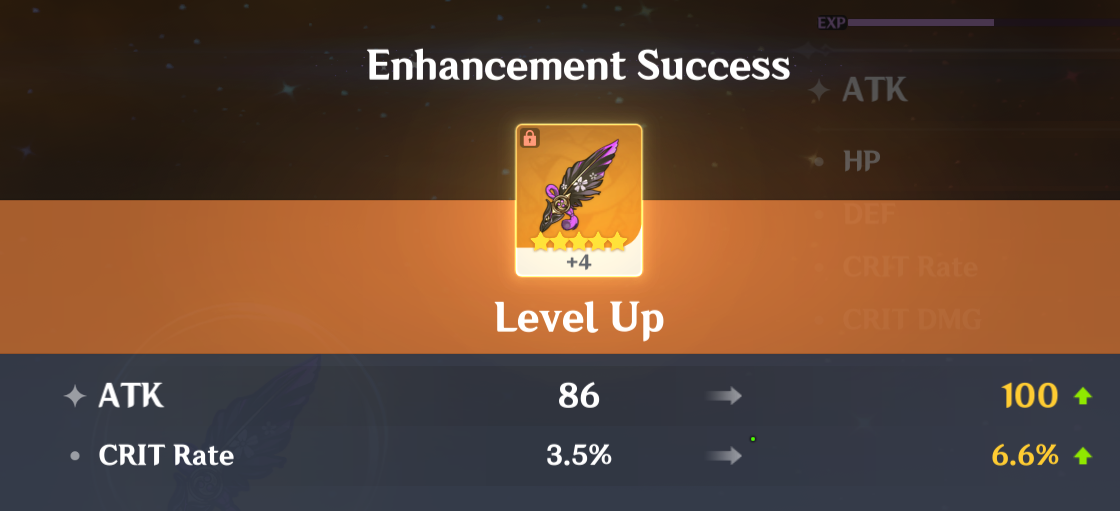 EXP
Enhancement Success
ATK
HP
DEF
CRIT Rate
CRIT DMG
+4
Level Up
ATK 86 100
CRIT Rate 3.5% 6.6%